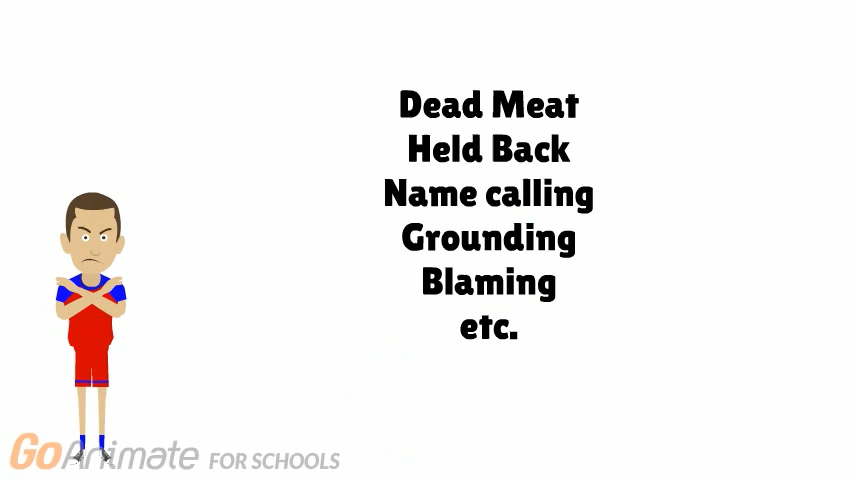 Dead Meat
Held Back
Name calling
Grounding
Blaming
etc.
GoAnimate FOR SCHOOLS